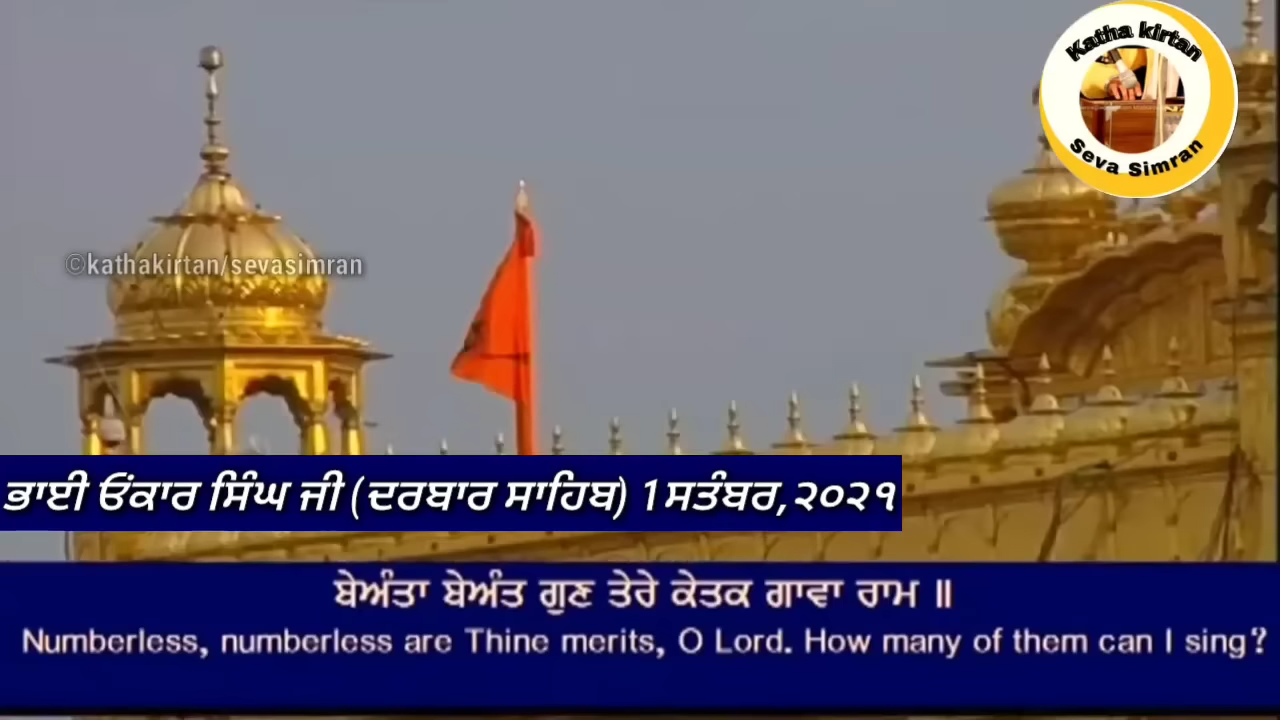 Katha kirtan
Seva Simran
©kathakirtan/sevasimran
ਭਾਈ ਓਂਕਾਰ ਸਿੰਘ ਜੀ (ਦਰਬਾਰ ਸਾਹਿਬ) 1 ਸਤੰਬਰ,੨੦੨੧
ਬੇਅੰਤਾ ਬੇਅੰਤ ਗੁਣ ਤੇਰੇ ਕੇਤਕ ਗਾਵਾ ਰਾਮ ॥
Numberless, numberless are Thine merits, O Lord. How many of them can I sing?